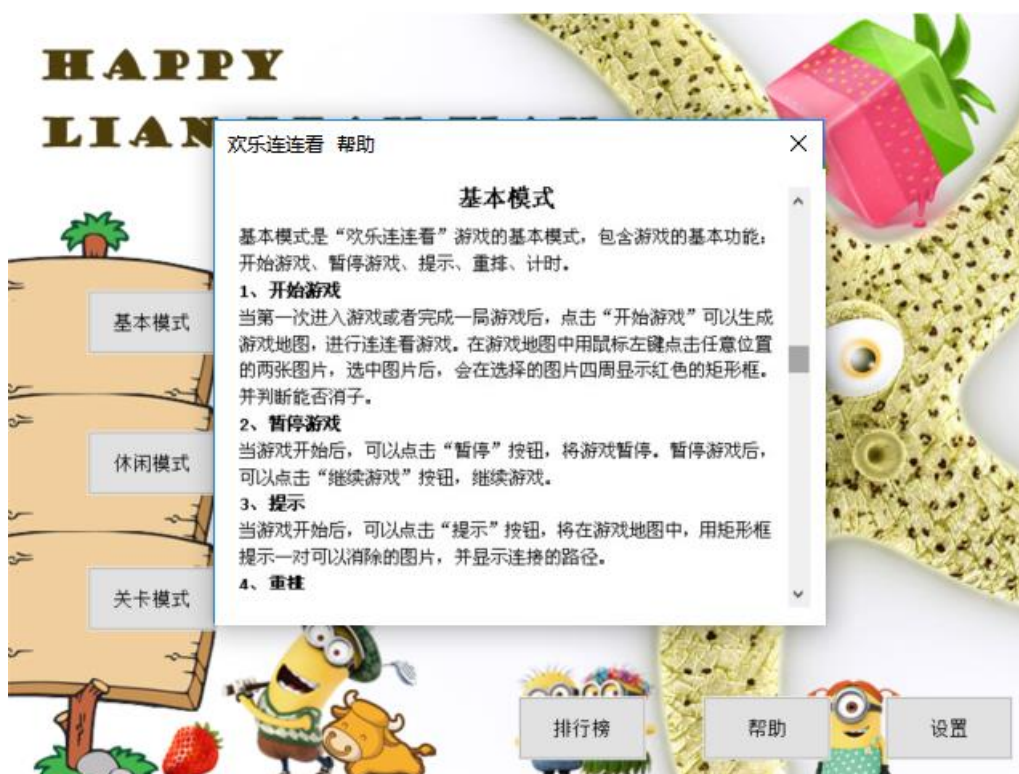 HAPPY
LIAN
欢乐连连看 帮助
基本模式
基本模式是“欢乐连连看”游戏的基本模式，包含游戏的基本功能：
开始游戏、暂停游戏、提示、重排、计时。
1、开始游戏
当第一次进入游戏或者完成一局游戏后，点击“开始游戏”可以生成
游戏地图，进行连连看游戏。在游戏地图中用鼠标左键点击任意位置
的两张图片，选中图片后，会在选择的图片四周显示红色的矩形框。
并判断能否消子。
2、暂停游戏
当游戏开始后，可以点击“暂停”按钮，将游戏暂停。暂停游戏后，
可以点击“继续游戏”按钮，继续游戏。
3、提示
当游戏开始后，可以点击“提示”按钮，将在游戏地图中，用矩形框
提示一对可以消除的图片，并显示连接的路径。
4、重排
基本模式
休闲模式
关卡模式
排行榜
帮助
设置